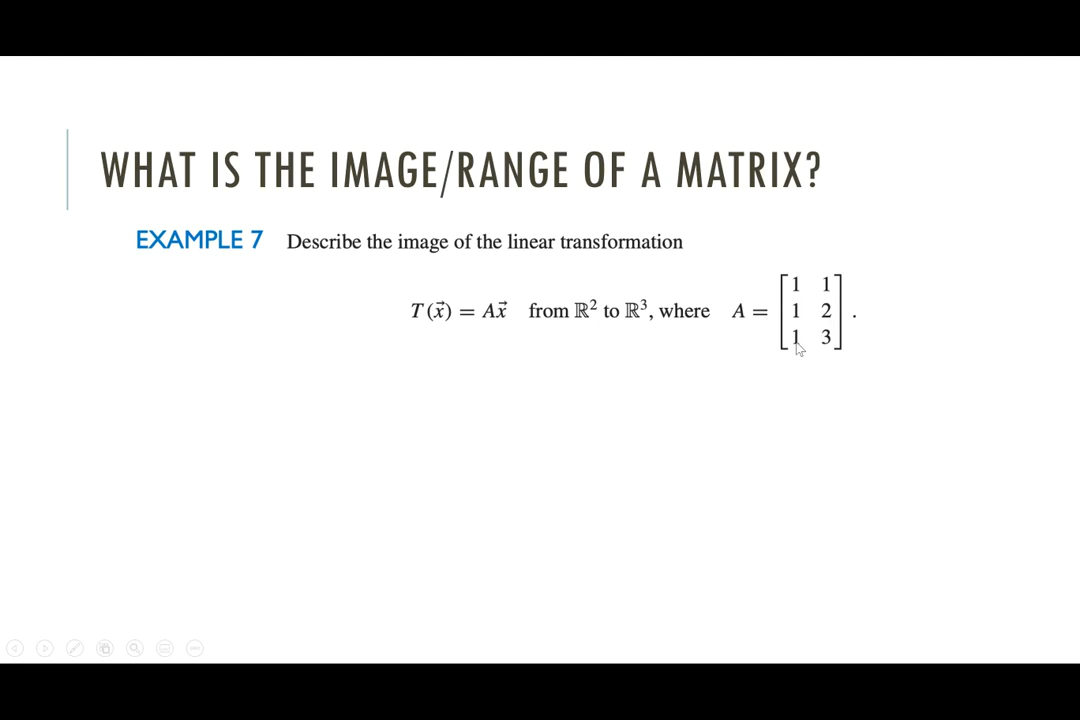 WHAT IS THE IMAGE/RANGE OF A MATRIX?
EXAMPLE 7 Describe the image of the linear transformation
T(x⃗) = Ax⃗ from ℝ² to ℝ³, where A = [1 1; 1 2; 1 3].